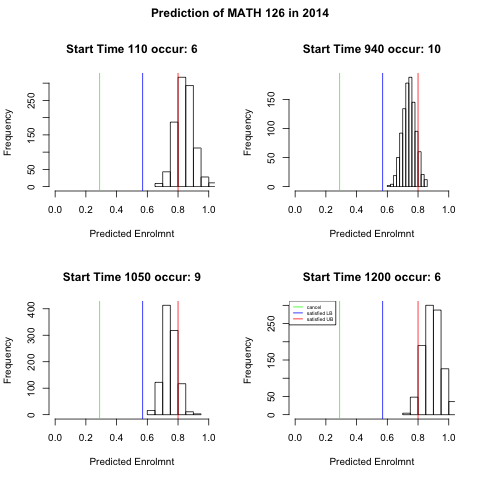 Prediction of MATH 126 in 2014
Start Time 110 occur: 6
Frequency
0 50 150 250
0.0 0.2 0.4 0.6 0.8 1.0
Predicted Enrolmnt
Start Time 940 occur: 10
Frequency
0 50 100 150
0.0 0.2 0.4 0.6 0.8 1.0
Predicted Enrolmnt
Start Time 1050 occur: 9
Frequency
0 100 200 300 400
0.0 0.2 0.4 0.6 0.8 1.0
Predicted Enrolmnt
Start Time 1200 occur: 6
cancel
satisfied LB
satisfied UB
Frequency
0 50 150 250
0.0 0.2 0.4 0.6 0.8 1.0
Predicted Enrolmnt